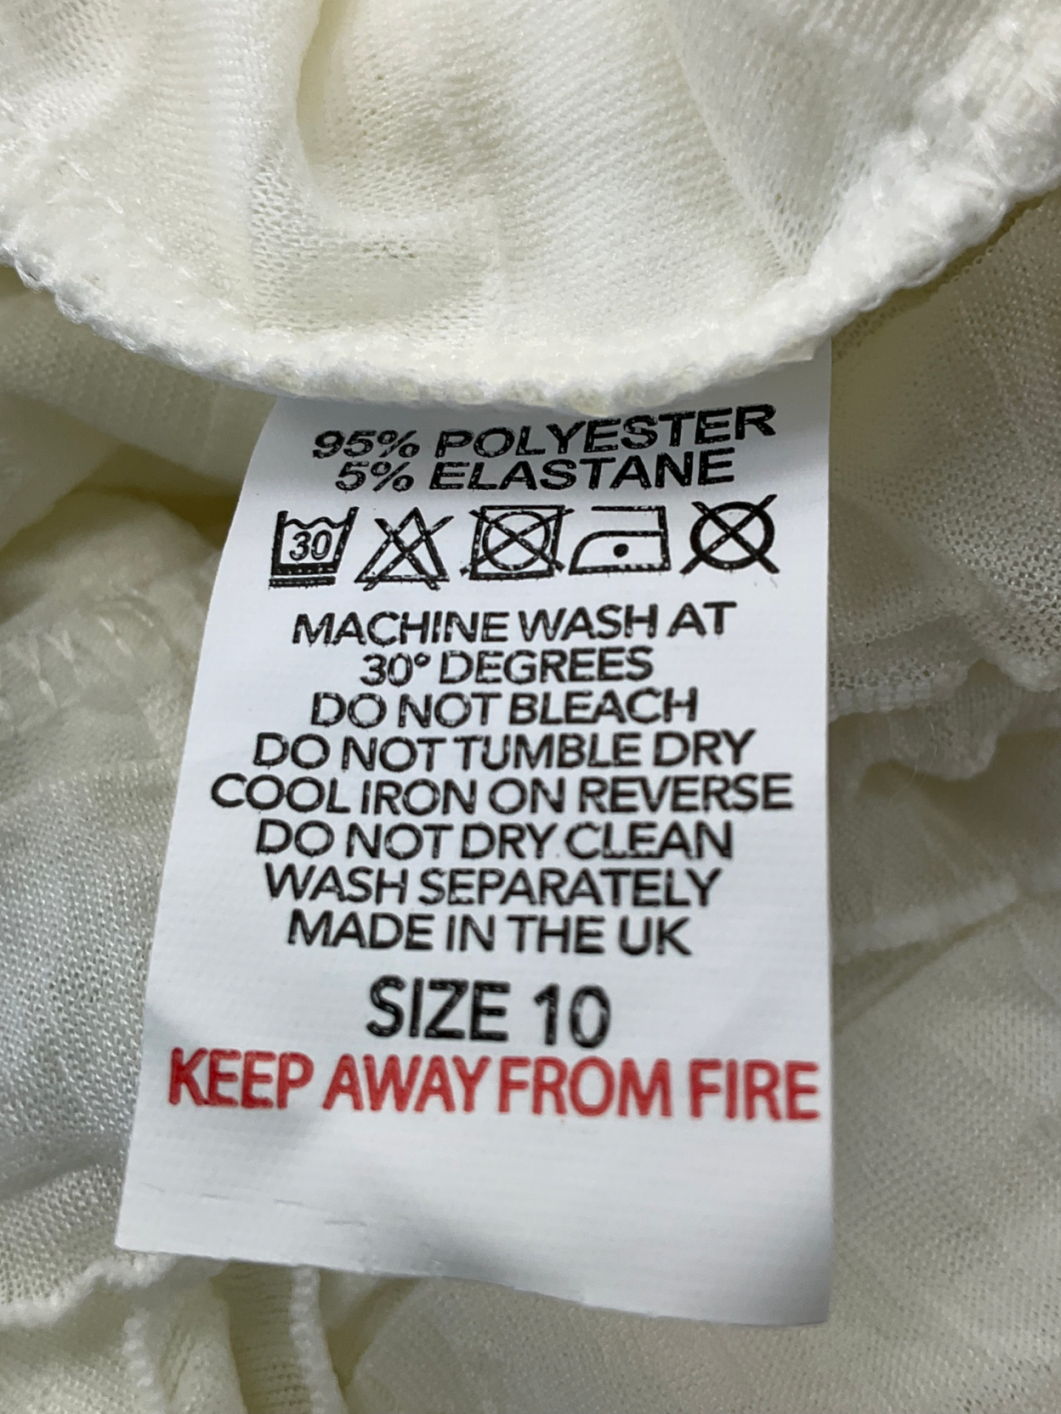 95% POLYESTER
5% ELASTANE
30
MACHINE WASH AT
30° DEGREES
DO NOT BLEACH
DO NOT TUMBLE DRY
COOL IRON ON REVERSE
DO NOT DRY CLEAN
WASH SEPARATELY
MADE IN THE UK
SIZE 10
KEEP AWAY FROM FIRE